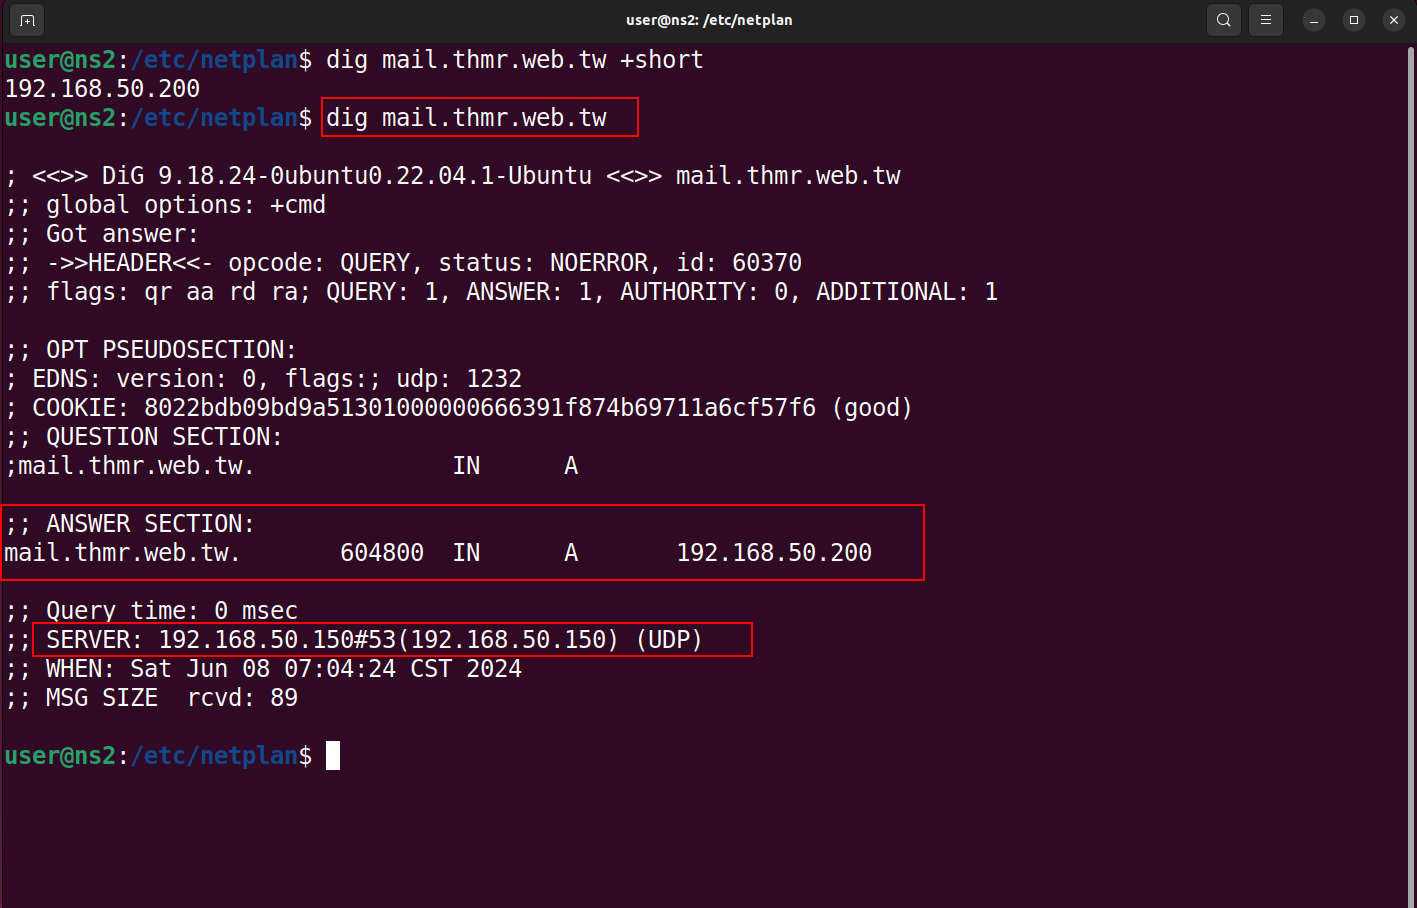 user@ns2: /etc/netplan
user@ns2:/etc/netplan$ dig mail.thmr.web.tw +short
192.168.50.200
user@ns2:/etc/netplan$ dig mail.thmr.web.tw
; <<>> DiG 9.18.24-0ubuntu0.22.04.1-Ubuntu <<>> mail.thmr.web.tw
;; global options: +cmd
;; Got answer:
;; ->>HEADER<<- opcode: QUERY, status: NOERROR, id: 60370
;; flags: qr aa rd ra; QUERY: 1, ANSWER: 1, AUTHORITY: 0, ADDITIONAL: 1
;; OPT PSEUDOSECTION:
; EDNS: version: 0, flags:; udp: 1232
; COOKIE: 8022bdb09bd9a51301000000666391f874b69711a6cf57f6 (good)
;; QUESTION SECTION:
;mail.thmr.web.tw.              IN      A
;; ANSWER SECTION:
mail.thmr.web.tw.       604800  IN      A       192.168.50.200
;; Query time: 0 msec
;; SERVER: 192.168.50.150#53(192.168.50.150) (UDP)
;; WHEN: Sat Jun 08 07:04:24 CST 2024
;; MSG SIZE  rcvd: 89
user@ns2:/etc/netplan$